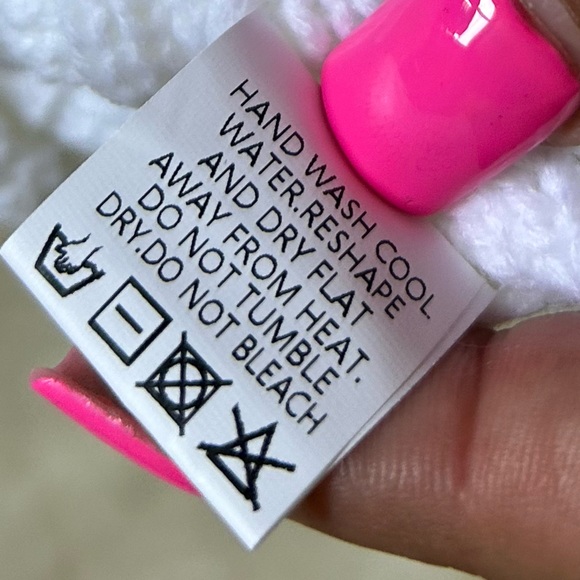 HAND WASH COOL
WATER.RESHAPE
AND DRY FLAT
AWAY FROM HEAT.
DO NOT TUMBLE
DRY.DO NOT BLEACH